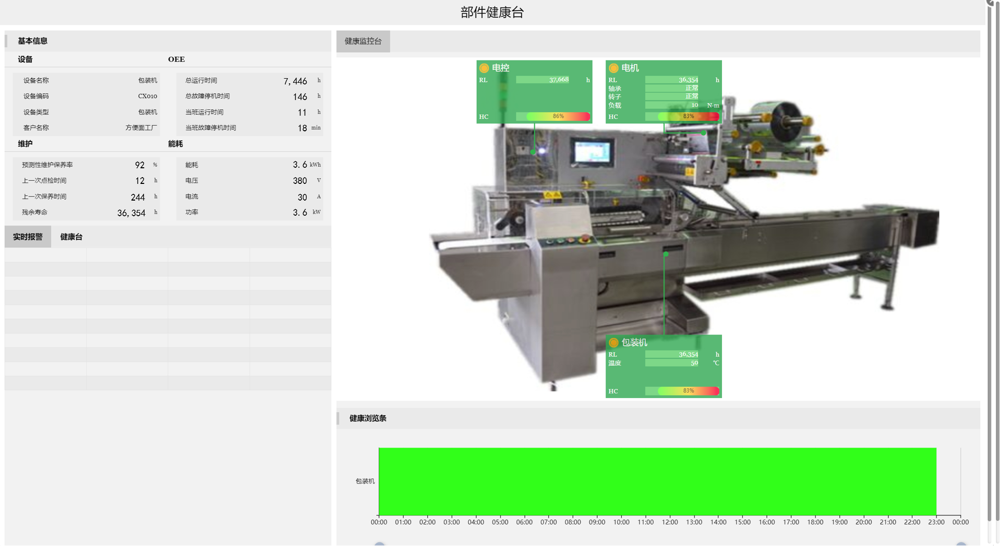 部件健康台
基本信息
设备 OEE
设备名称 包装机 总运行时间 7,446 h
设备编码 CX010 总故障停机时间 146 h
设备类型 包装机 当班运行时间 11 h
客户名称 方便面工厂 当班故障停机时间 18 min
维护 能耗
预测性维护保养率 92 % 能耗 3.6 kWh
上一次点检时间 12 h 电压 380 V
上一次保养时间 244 h 电流 30 A
残余寿命 36,354 h 功率 3.6 kW
实时报警 健康台
健康监控台
电控
RL 37,668 h
HC 86%
电机
RL 36,354 h
轴承 正常
转子 正常
负载 10 N·m
HC 83%
包装机
RL 36,354 h
温度 50 ℃
HC 83%
健康浏览条
包装机
00:00 01:00 02:00 03:00 04:00 05:00 06:00 07:00 08:00 09:00 10:00 11:00 12:00 13:00 14:00 15:00 16:00 17:00 18:00 19:00 20:00 21:00 22:00 23:00 00:00